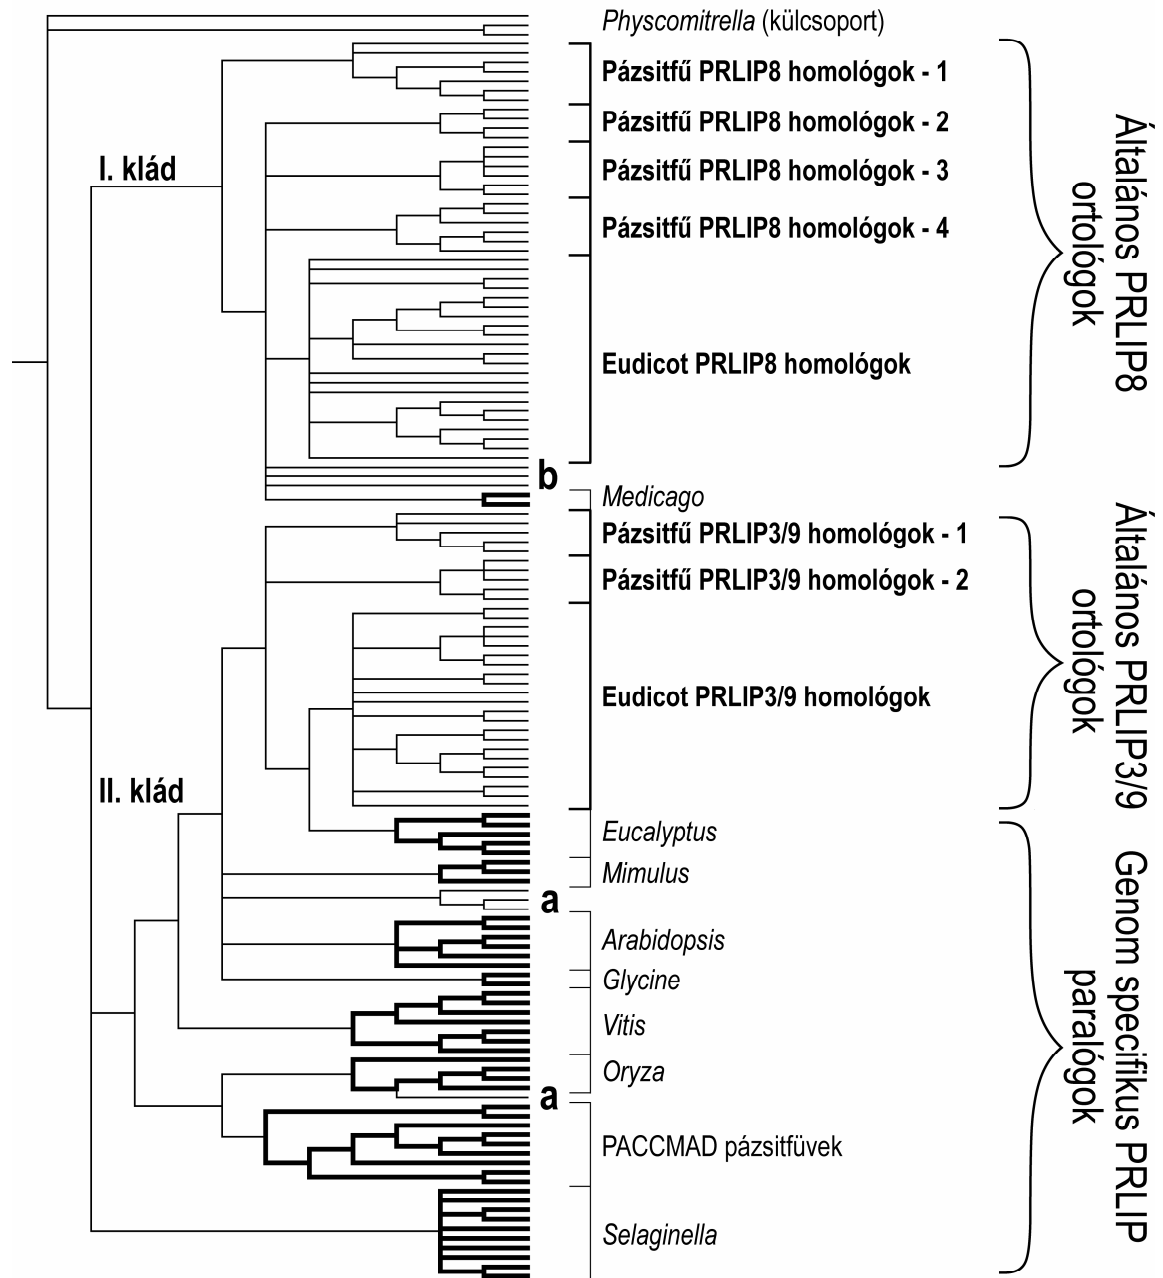 Physcomitrella (külcsoport)
Pázsitfű PRLIP8 homológok - 1
Pázsitfű PRLIP8 homológok - 2
I. klád
Pázsitfű PRLIP8 homológok - 3
Pázsitfű PRLIP8 homológok - 4
Eudicot PRLIP8 homológok
Általános PRLIP8
ortológok
b
Medicago
Pázsitfű PRLIP3/9 homológok - 1
Pázsitfű PRLIP3/9 homológok - 2
Eudicot PRLIP3/9 homológok
Általános PRLIP3/9
ortológok
II. klád
Eucalyptus
Mimulus
a
Arabidopsis
Glycine
Vitis
Oryza
a
PACCMAD pázsitfüvek
Selaginella
Genom specifikus PRLIP
paralógok